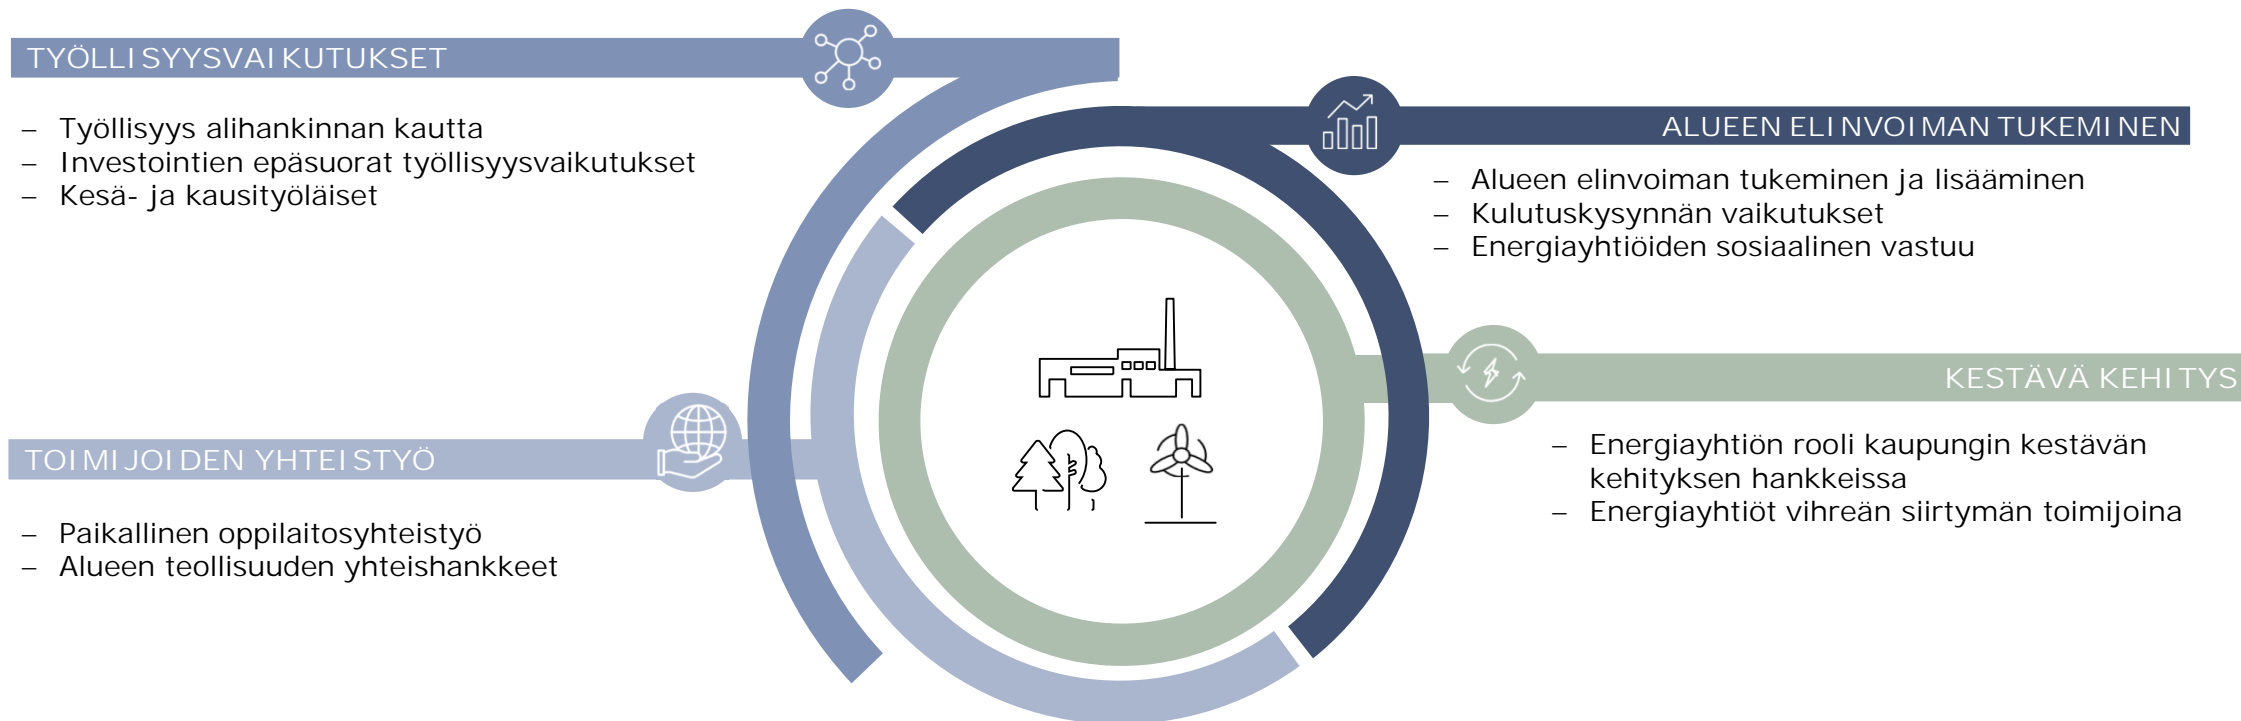 TYÖLLISYYSVAIKUTUKSET
– Työllisyys alihankinnan kautta
– Investointien epäsuorat työllisyysvaikutukset
– Kesä- ja kausityöläiset
ALUEEN ELINVOIMAN TUKEMINEN
– Alueen elinvoiman tukeminen ja lisääminen
– Kulutuskysynnän vaikutukset
– Energiayhtiöiden sosiaalinen vastuu
TOIMIJOIDEN YHTEISTYÖ
– Paikallinen oppilaitosyhteistyö
– Alueen teollisuuden yhteishankkeet
KESTÄVÄ KEHITYS
– Energiayhtiön rooli kaupungin kestävän
kehityksen hankkeissa
– Energiayhtiöt vihreän siirtymän toimijoina